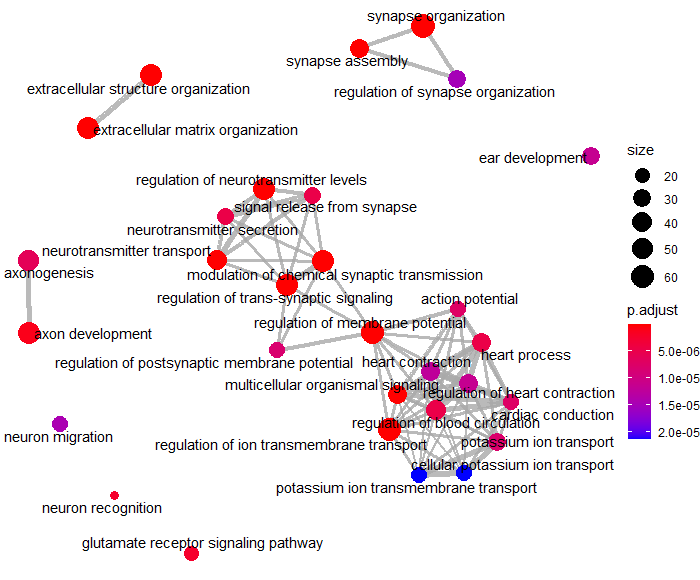 synapse organization
synapse assembly
regulation of synapse organization
extracellular structure organization
extracellular matrix organization
ear development
regulation of neurotransmitter levels
signal release from synapse
neurotransmitter secretion
neurotransmitter transport
axonogenesis
modulation of chemical synaptic transmission
regulation of trans-synaptic signaling
action potential
regulation of membrane potential
axon development
heart process
regulation of postsynaptic membrane potential
heart contraction
multicellular organismal signaling
regulation of heart contraction
cardiac conduction
regulation of blood circulation
neuron migration
regulation of ion transmembrane transport
potassium ion transport
cellular potassium ion transport
potassium ion transmembrane transport
neuron recognition
glutamate receptor signaling pathway
size
20
30
40
50
60
p.adjust
5.0e-06
1.0e-05
1.5e-05
2.0e-05